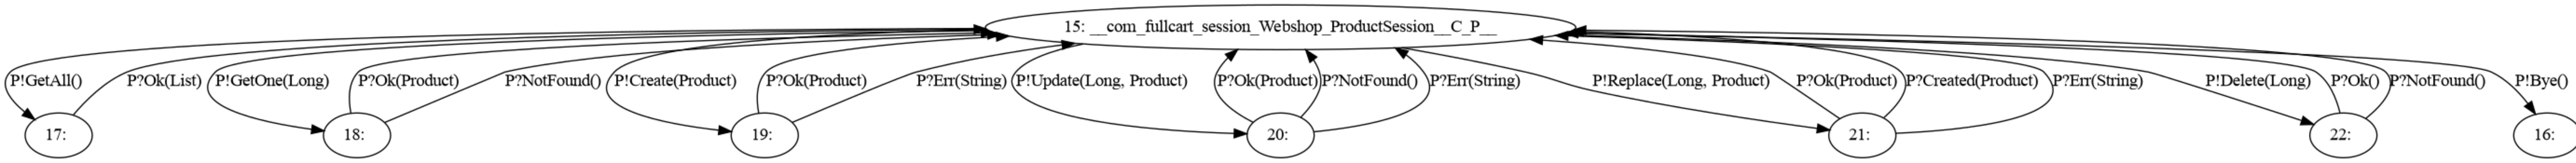 15: __com_fullcart_session_Webshop_ProductSession__C_P__
P!GetAll()
P?Ok(List)
P!GetOne(Long)
P?Ok(Product)
P?NotFound()
P!Create(Product)
P?Ok(Product)
P?Err(String)
P!Update(Long, Product)
P?Ok(Product)
P?NotFound()
P?Err(String)
P!Replace(Long, Product)
P?Ok(Product)
P?Created(Product)
P?Err(String)
P!Delete(Long)
P?Ok()
P?NotFound()
P!Bye()
17:
18:
19:
20:
21:
22:
16: